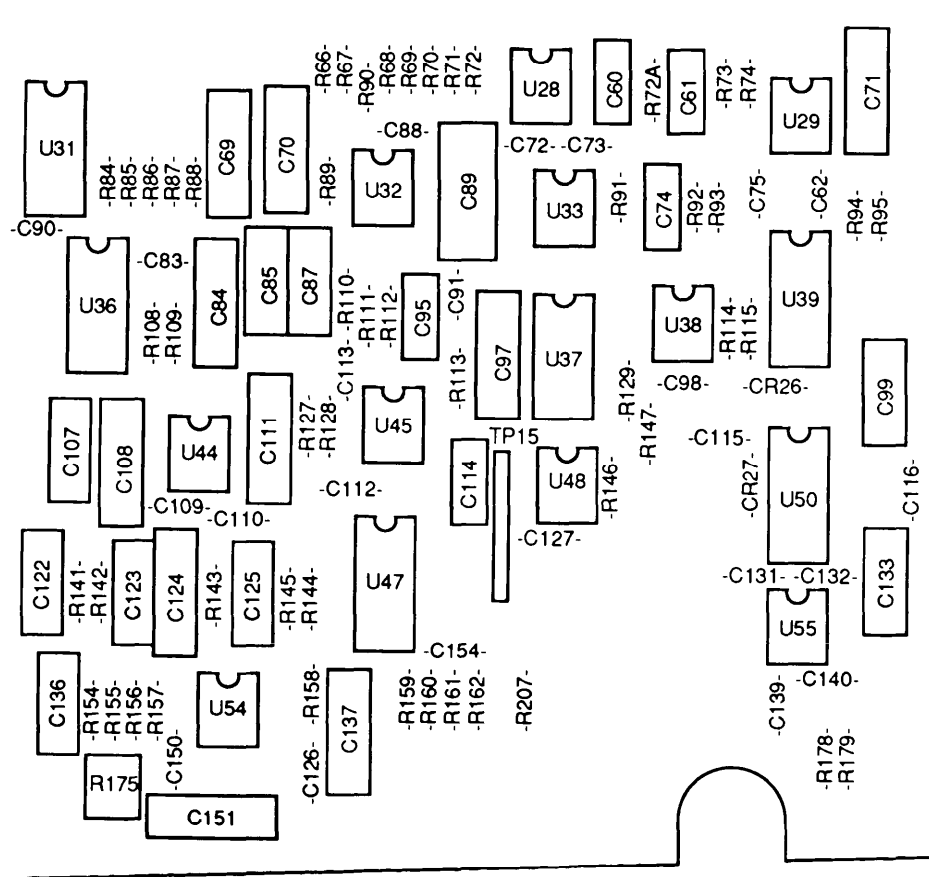 -R66-
-R67-
-R90-
-R68-
-R69-
-R70-
-R71-
-R72-
U28
C60
-R72A-
C61
-R73-
-R74-
C71
U29
U31
-R84-
-R85-
-R86-
-R87-
-R88-
C69
C70
-R89-
-C88-
U32
C89
-C72-
-C73-
U33
-R91-
C74
-R92-
-R93-
-C75-
-C62-
-R94-
-R95-
-C90-
U36
-C83-
-R108-
-R109-
C84
C85
C87
-R110-
-R111-
-R112-
-C113-
C95
-C91-
-R113-
C97
U37
U38
-R114-
-R115-
U39
-C98-
-CR26-
C99
-R129-
-R147-
C107
C108
U44
C111
-R127-
-R128-
U45
TP15
C114
U48
-R146-
-C115-
-CR27-
U50
-C116-
-C109-
-C110-
-C112-
-C127-
C122
-R141-
-R142-
C123
C124
-R143-
C125
-R145-
-R144-
U47
-C131-
-C132-
C133
U55
-C154-
-C140-
-C139-
C136
-R154-
-R155-
-R156-
-R157-
U54
-R158-
C137
-R159-
-R160-
-R161-
-R162-
-R207-
-C150-
-C126-
-R178-
-R179-
R175
C151